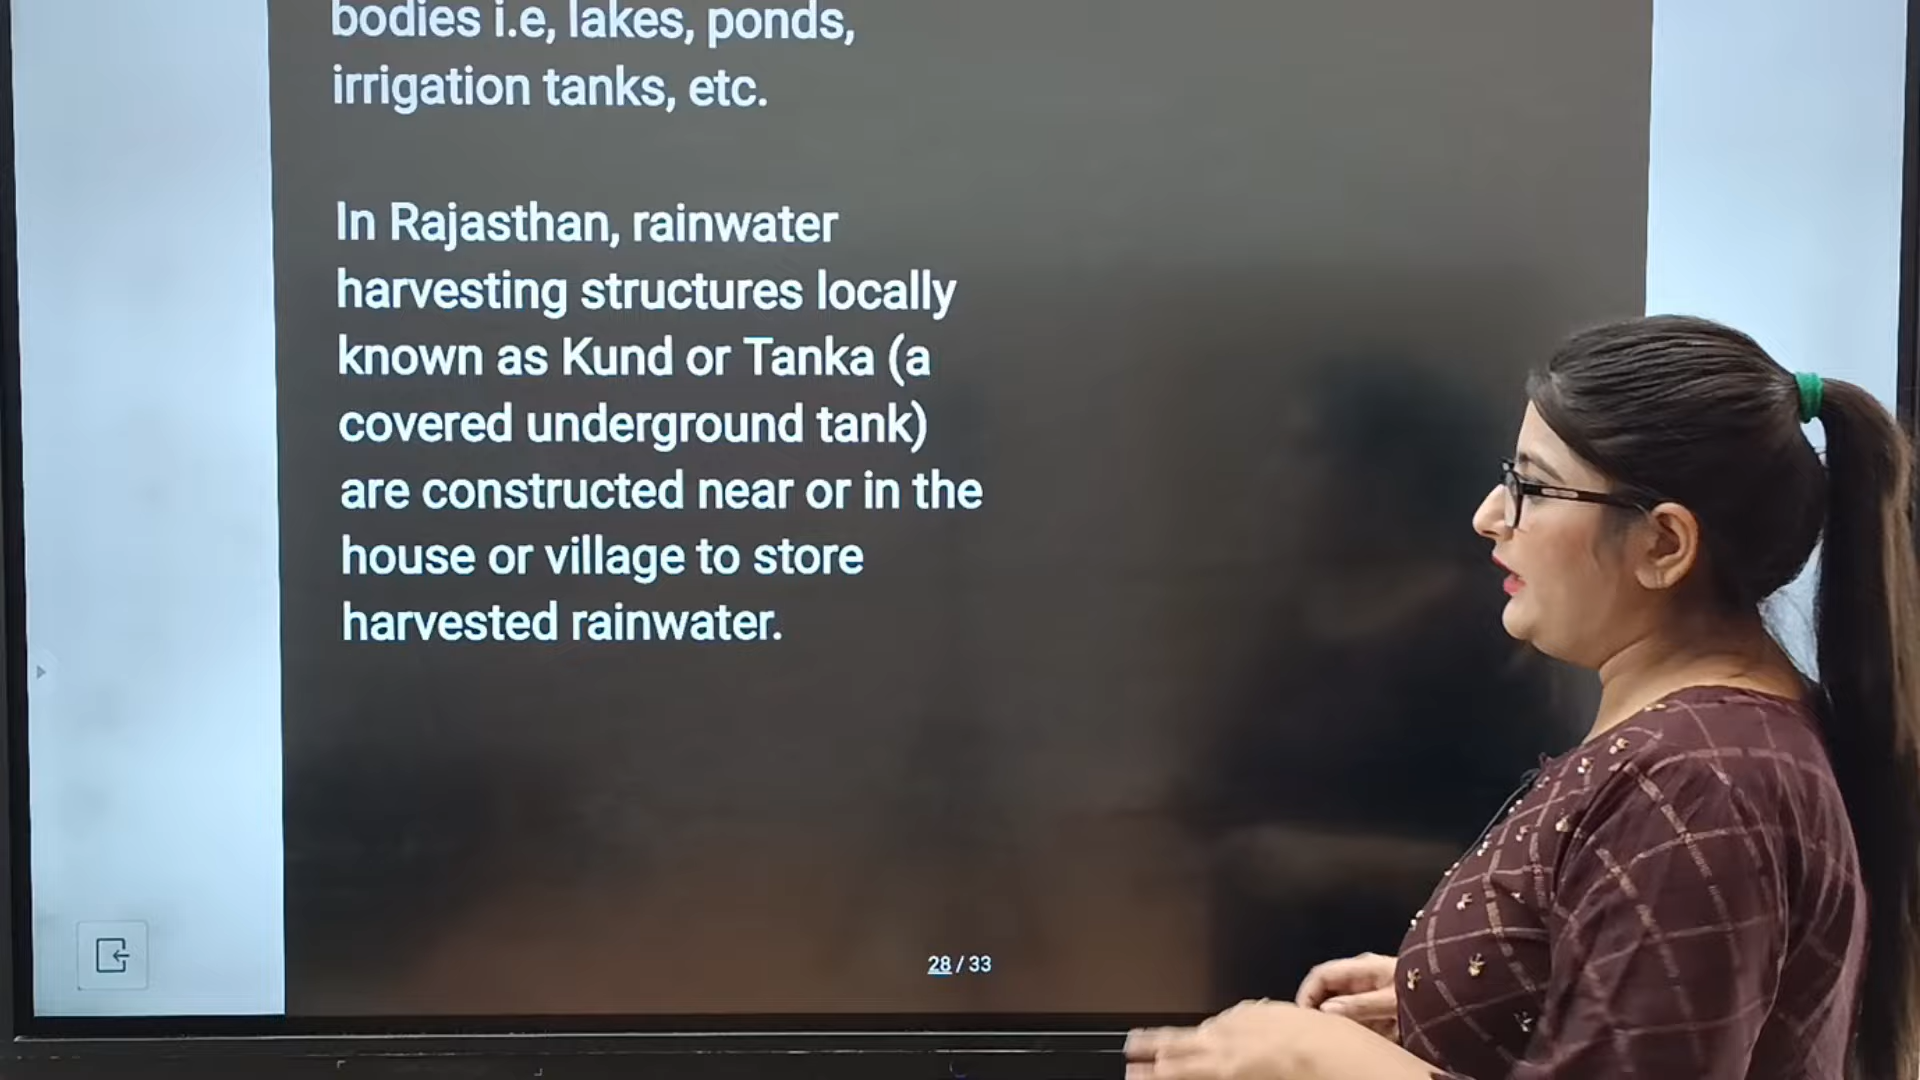 bodies i.e, lakes, ponds,
irrigation tanks, etc.
In Rajasthan, rainwater
harvesting structures locally
known as Kund or Tanka (a
covered underground tank)
are constructed near or in the
house or village to store
harvested rainwater.
28 / 33